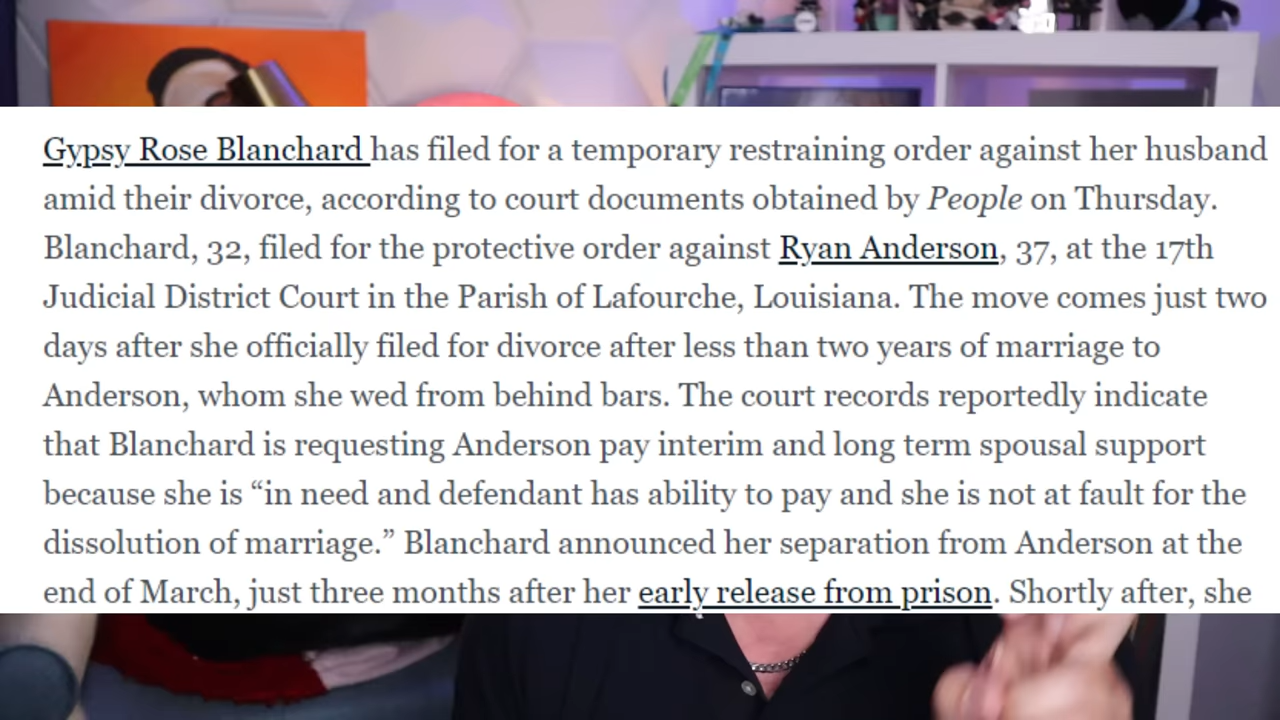 Gypsy Rose Blanchard has filed for a temporary restraining order against her husband
amid their divorce, according to court documents obtained by People on Thursday.
Blanchard, 32, filed for the protective order against Ryan Anderson, 37, at the 17th
Judicial District Court in the Parish of Lafourche, Louisiana. The move comes just two
days after she officially filed for divorce after less than two years of marriage to
Anderson, whom she wed from behind bars. The court records reportedly indicate
that Blanchard is requesting Anderson pay interim and long term spousal support
because she is “in need and defendant has ability to pay and she is not at fault for the
dissolution of marriage.” Blanchard announced her separation from Anderson at the
end of March, just three months after her early release from prison. Shortly after, she